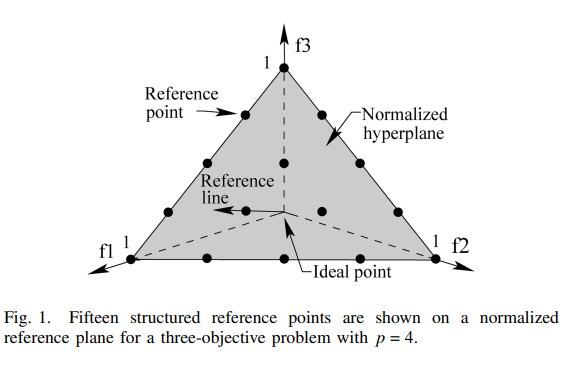 f3
1
Reference
point
Normalized
hyperplane
Reference
line
f1
1
1
f2
Ideal point
Fig. 1. Fifteen structured reference points are shown on a normalized
reference plane for a three-objective problem with p = 4.